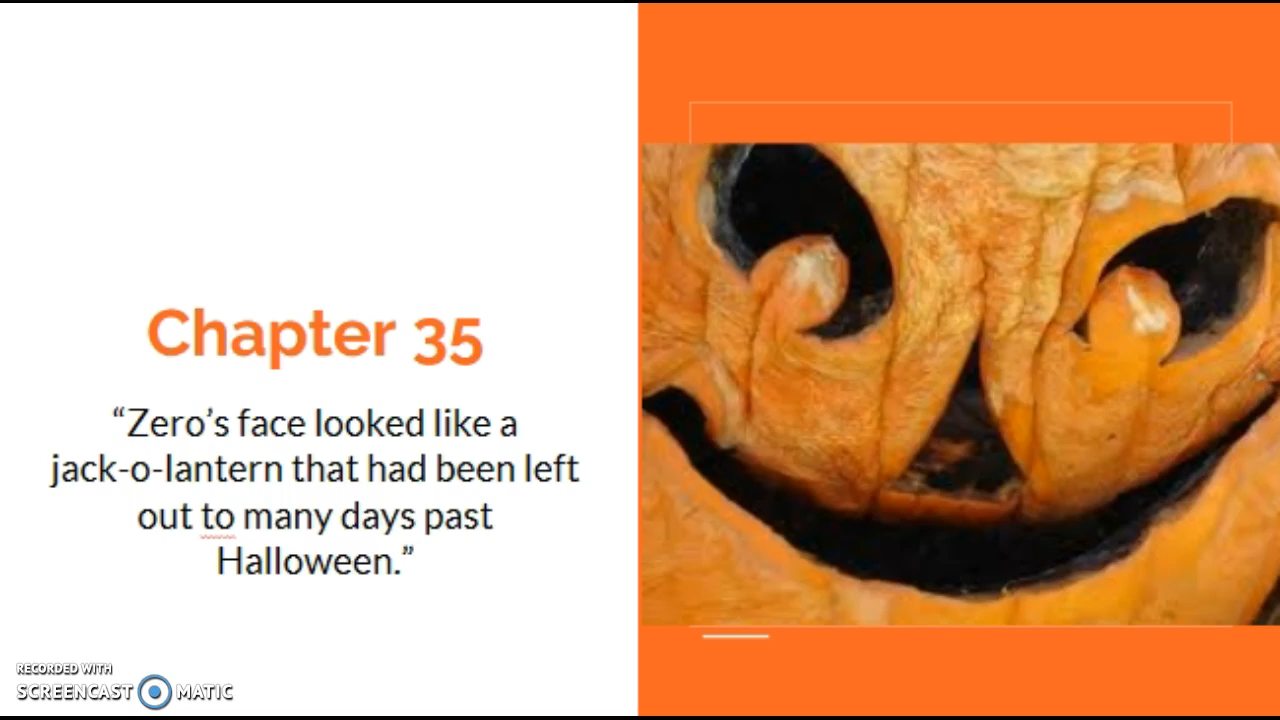 Chapter 35
“Zero’s face looked like a
jack-o-lantern that had been left
out to many days past
Halloween.”
RECORDED WITH
SCREENCAST MATIC